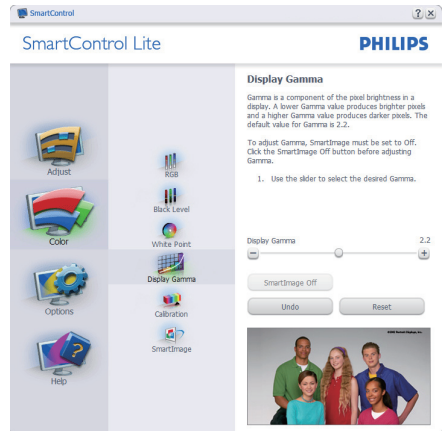 SmartControl
SmartControl Lite
PHILIPS
Adjust
Color
Options
Help
RGB
Black Level
White Point
Display Gamma
Calibration
SmartImage
Display Gamma
Gamma is a component of the pixel brightness in a
display. A lower Gamma value produces brighter pixels
and a higher Gamma value produces darker pixels. The
default value for Gamma is 2.2.
To adjust Gamma, SmartImage must be set to Off.
Click the SmartImage Off button before adjusting
Gamma.
1. Use the slider to select the desired Gamma.
Display Gamma 2.2
SmartImage Off
Undo Reset